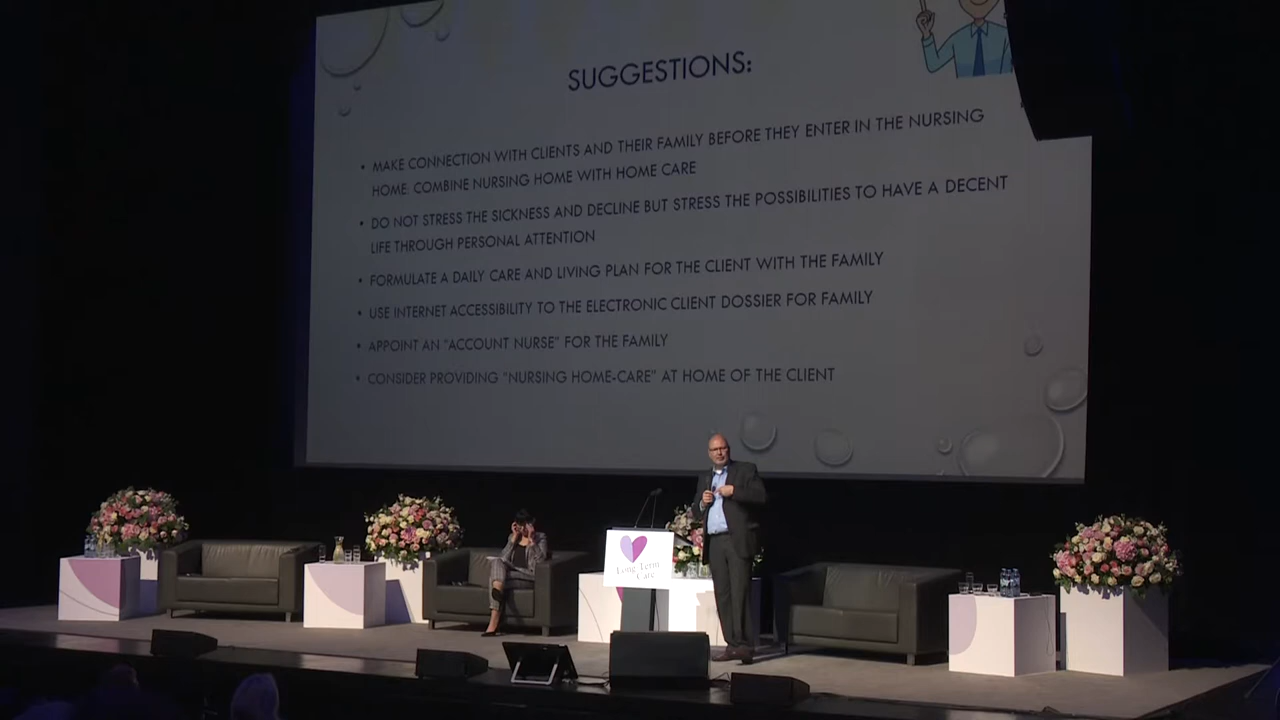 SUGGESTIONS:
• MAKE CONNECTION WITH CLIENTS AND THEIR FAMILY BEFORE THEY ENTER IN THE NURSING
HOME: COMBINE NURSING HOME WITH HOME CARE
• DO NOT STRESS THE SICKNESS AND DECLINE BUT STRESS THE POSSIBILITIES TO HAVE A DECENT
LIFE THROUGH PERSONAL ATTENTION
• FORMULATE A DAILY CARE AND LIVING PLAN FOR THE CLIENT WITH THE FAMILY
• USE INTERNET ACCESSIBILITY TO THE ELECTRONIC CLIENT DOSSIER FOR FAMILY
• APPOINT AN "ACCOUNT NURSE" FOR THE FAMILY
• CONSIDER PROVIDING "NURSING HOME-CARE" AT HOME OF THE CLIENT
Long Term
Care